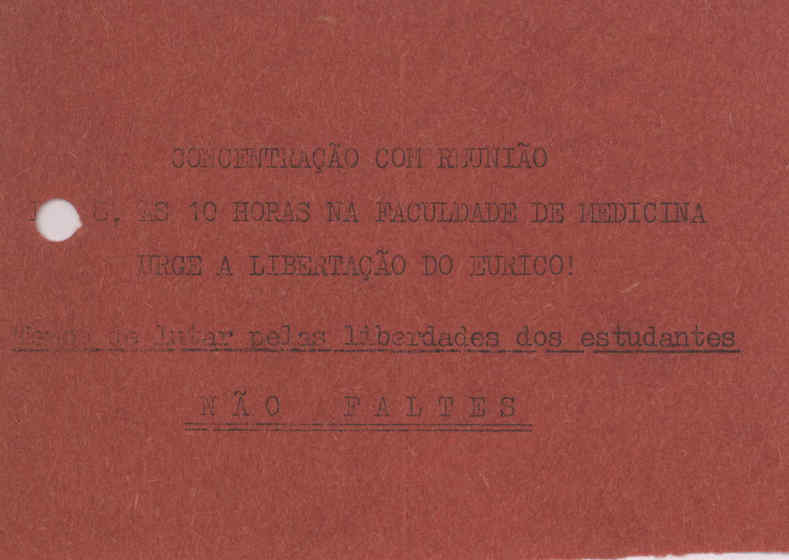 CONCENTRAÇÃO COM REUNIÃO
ÀS 10 HORAS NA FACULDADE DE MEDICINA
URGE A LIBERTAÇÃO DO EURICO!
de lutar pelas liberdades dos estudantes
NÃO FALTES